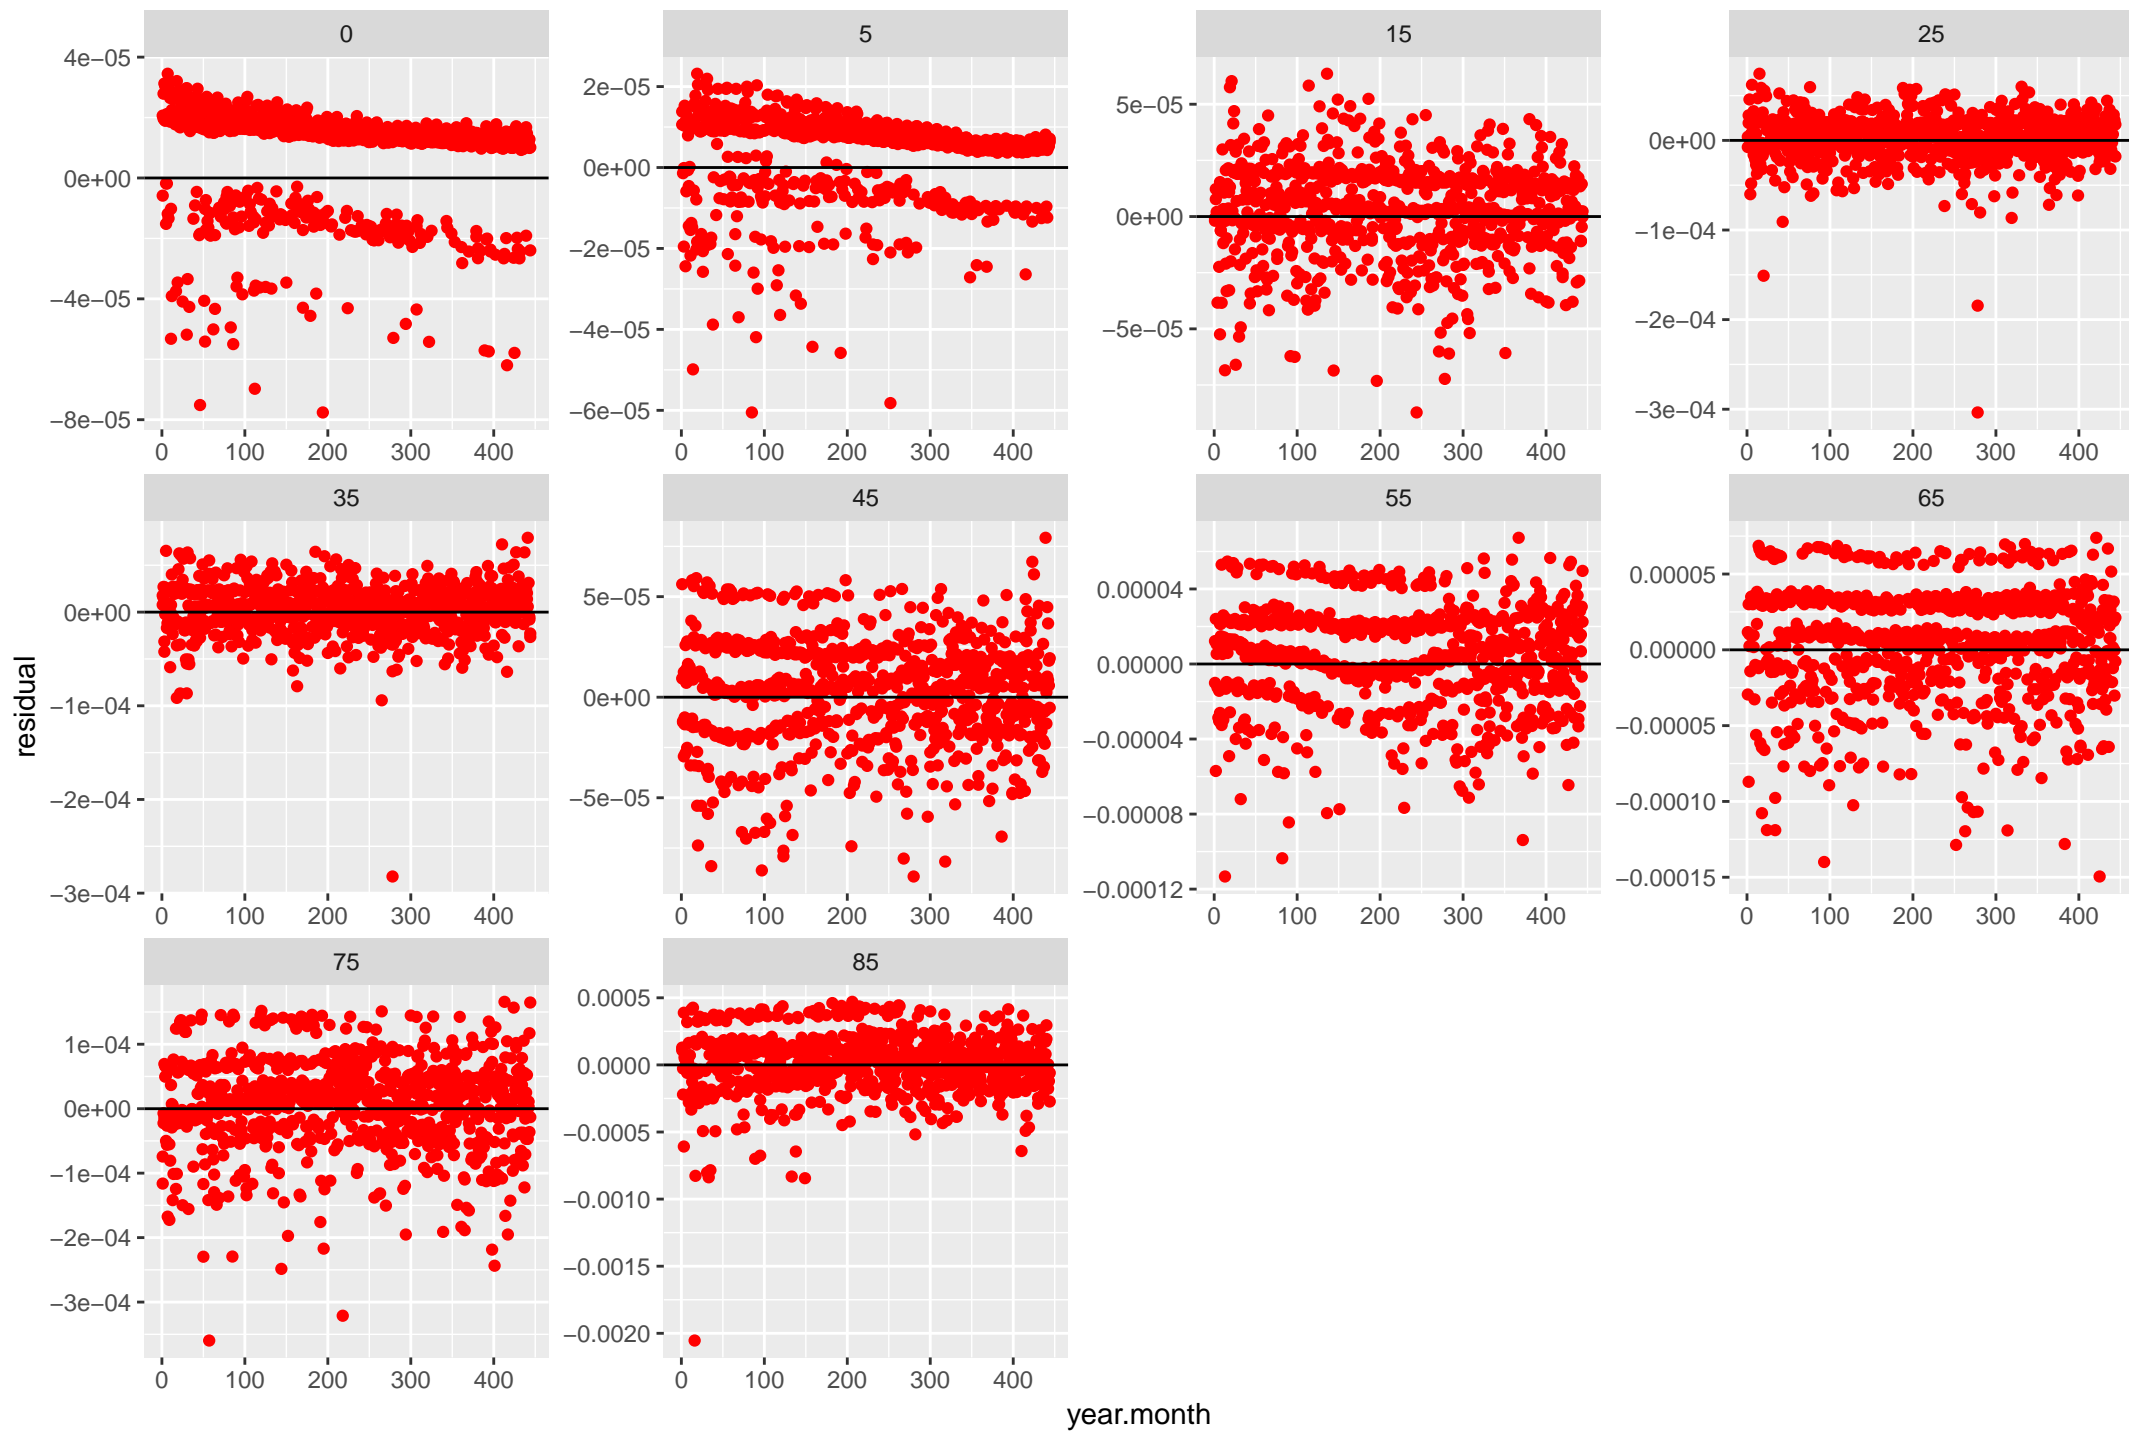 0 5 15 25
4e−05
0e+00
−4e−05
−8e−05
2e−05
0e+00
−2e−05
−4e−05
−6e−05
5e−05
0e+00
−5e−05
0e+00
−1e−04
−2e−04
−3e−04
0 100 200 300 400 0 100 200 300 400 0 100 200 300 400 0 100 200 300 400
35 45 55 65
0e+00
−1e−04
−2e−04
−3e−04
5e−05
0e+00
−5e−05
0.00004
0.00000
−0.00004
−0.00008
−0.00012
0.00005
0.00000
−0.00005
−0.00010
−0.00015
0 100 200 300 400 0 100 200 300 400 0 100 200 300 400 0 100 200 300 400
75 85
1e−04
0e+00
−1e−04
−2e−04
−3e−04
0.0005
0.0000
−0.0005
−0.0010
−0.0015
−0.0020
0 100 200 300 400 0 100 200 300 400
residual
year.month